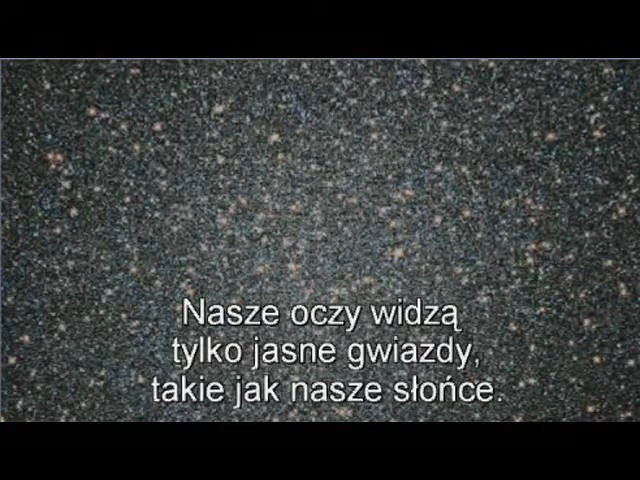 Nasze oczy widzą
tylko jasne gwiazdy,
takie jak nasze słońce.